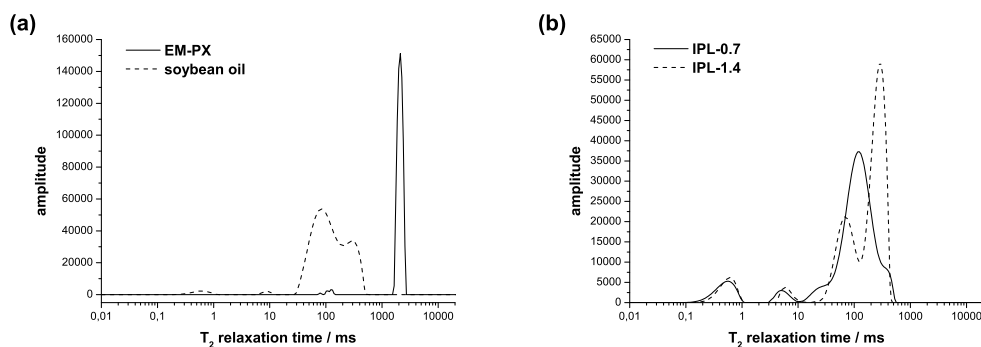 (a)
EM-PX
soybean oil
160000
140000
120000
100000
80000
60000
40000
20000
0
amplitude
0,01 0,1 1 10 100 1000 10000
T₂ relaxation time / ms
(b)
IPL-0.7
IPL-1.4
65000
60000
55000
50000
45000
40000
35000
30000
25000
20000
15000
10000
5000
0
amplitude
0,01 0,1 1 10 100 1000 10000
T₂ relaxation time / ms